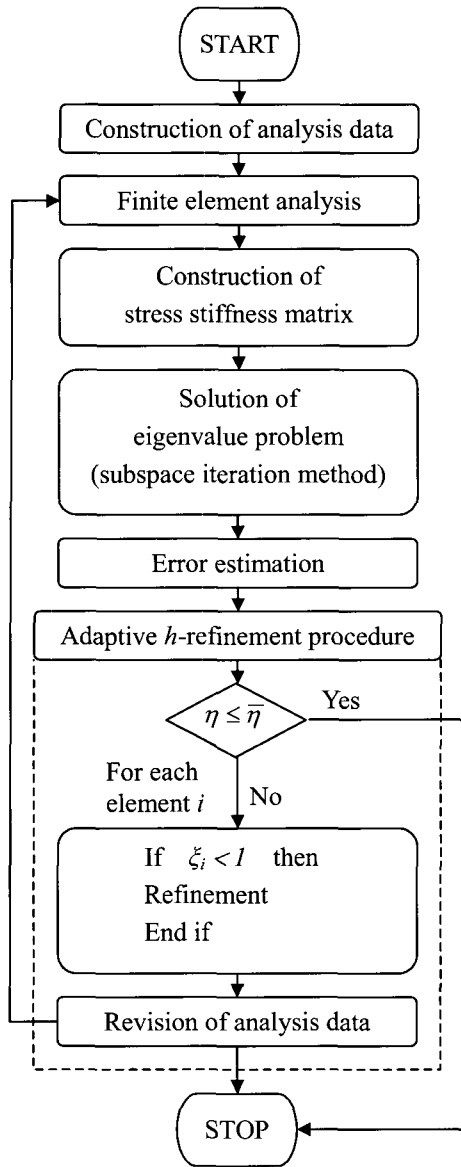 START
Construction of analysis data
Finite element analysis
Construction of
stress stiffness matrix
Solution of
eigenvalue problem
(subspace iteration method)
Error estimation
Adaptive h-refinement procedure
η ≤ η̅
Yes
For each
element i
No
If ξᵢ < 1 then
Refinement
End if
Revision of analysis data
STOP